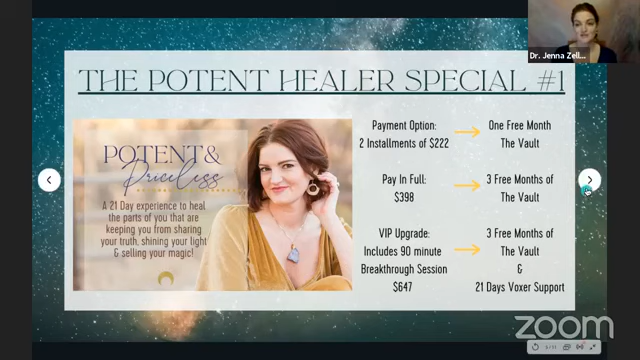 Dr. Jenna Zell...
THE POTENT HEALER SPECIAL #1
POTENT&
Priceless
A 21 Day experience to heal
the parts of you that are
keeping you from sharing
your truth, shining your light
& selling your magic!
Payment Option:
2 Installments of $222
One Free Month
The Vault
Pay In Full:
$398
3 Free Months of
The Vault
VIP Upgrade:
Includes 90 minute
Breakthrough Session
$647
3 Free Months of
The Vault
&
21 Days Voxer Support
zoom